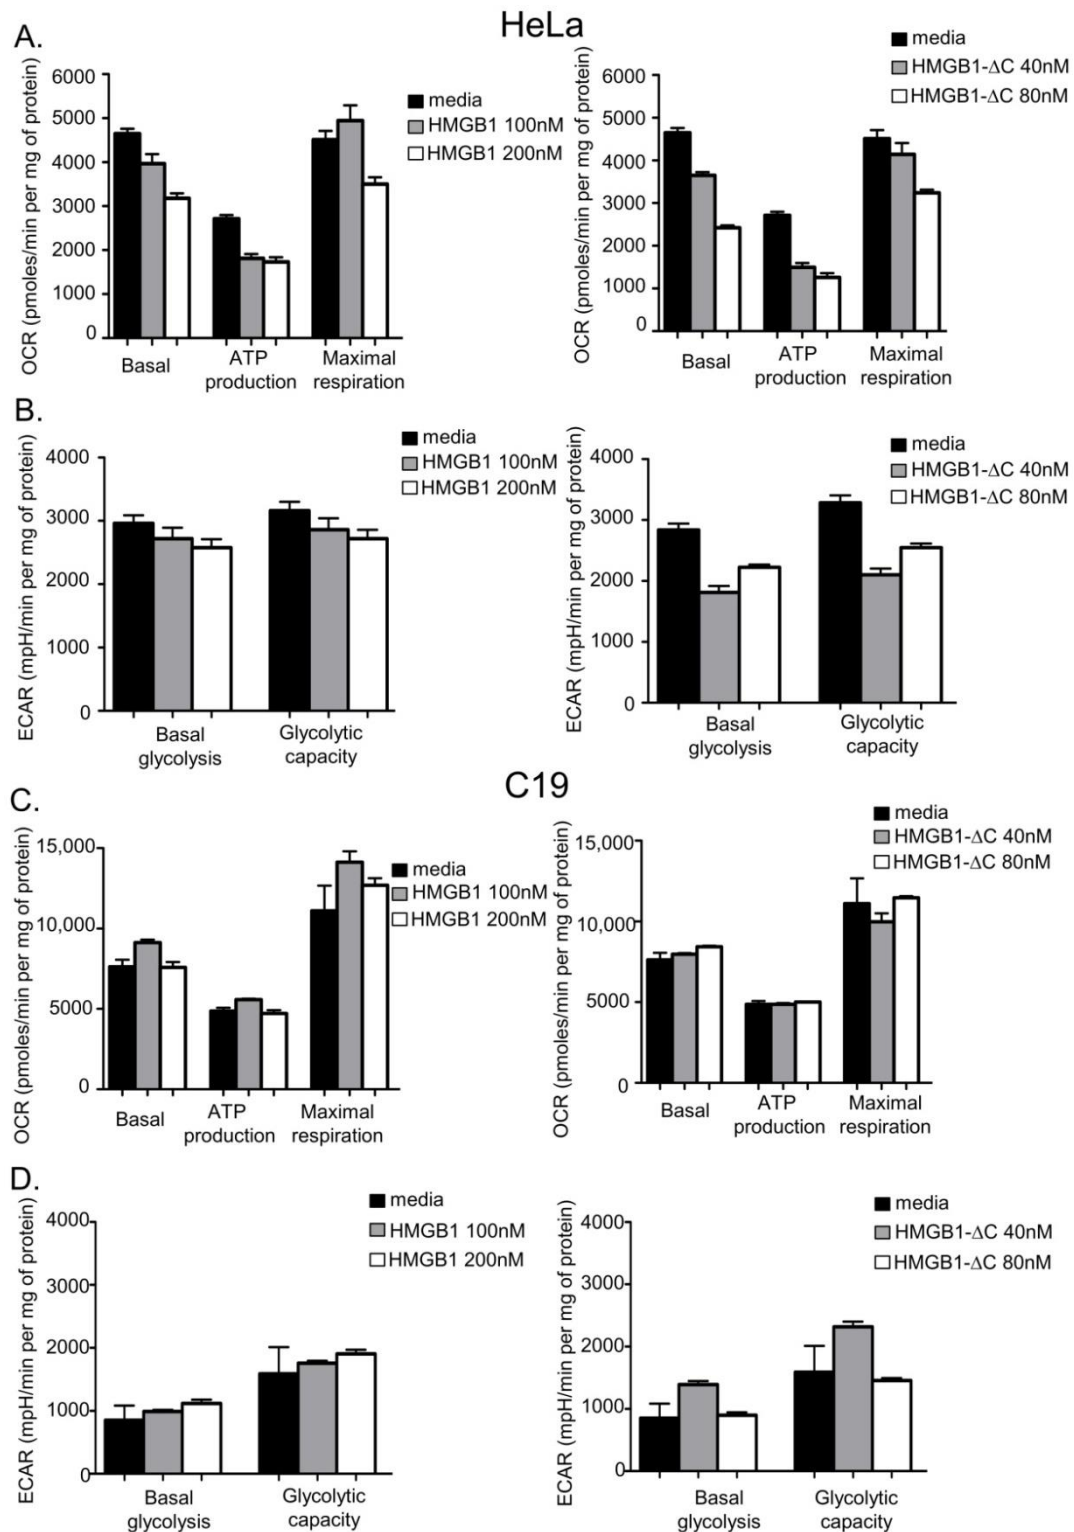 HeLa
A.
OCR (pmoles/min per mg of protein)
6000
5000
4000
3000
2000
1000
0
media
HMGB1 100nM
HMGB1 200nM
Basal
ATP
production
Maximal
respiration
OCR (pmoles/min per mg of protein)
6000
5000
4000
3000
2000
1000
0
media
HMGB1-ΔC 40nM
HMGB1-ΔC 80nM
Basal
ATP
production
Maximal
respiration
B.
ECAR (mpH/min per mg of protein)
4000
3000
2000
1000
0
media
HMGB1 100nM
HMGB1 200nM
Basal
glycolysis
Glycolytic
capacity
ECAR (mpH/min per mg of protein)
4000
3000
2000
1000
0
media
HMGB1-ΔC 40nM
HMGB1-ΔC 80nM
Basal
glycolysis
Glycolytic
capacity
C19
C.
OCR (pmoles/min per mg of protein)
15,000
10,000
5000
0
media
HMGB1 100nM
HMGB1 200nM
Basal
ATP
production
Maximal
respiration
OCR (pmoles/min per mg of protein)
15,000
10,000
5000
0
media
HMGB1-ΔC 40nM
HMGB1-ΔC 80nM
Basal
ATP
production
Maximal
respiration
D.
ECAR (mpH/min per mg of protein)
4000
3000
2000
1000
0
media
HMGB1 100nM
HMGB1 200nM
Basal
glycolysis
Glycolytic
capacity
ECAR (mpH/min per mg of protein)
4000
3000
2000
1000
0
media
HMGB1-ΔC 40nM
HMGB1-ΔC 80nM
Basal
glycolysis
Glycolytic
capacity